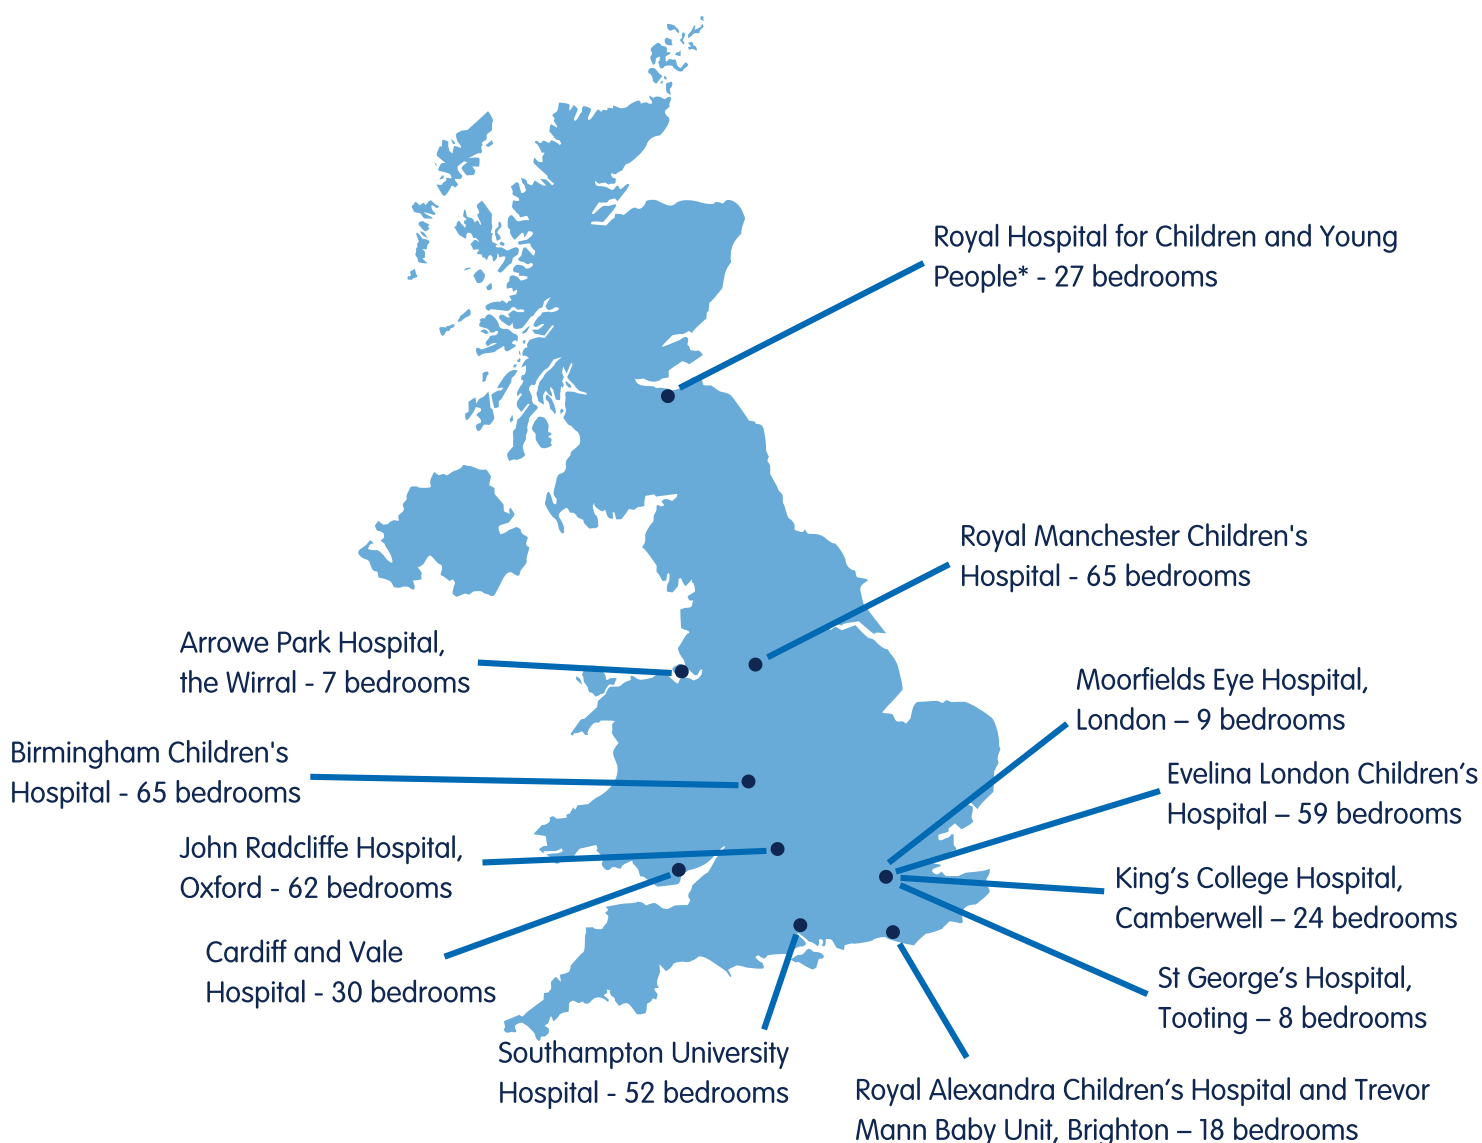 Royal Hospital for Children and Young
People* - 27 bedrooms
Royal Manchester Children's
Hospital - 65 bedrooms
Arrowe Park Hospital,
the Wirral - 7 bedrooms
Moorfields Eye Hospital,
London – 9 bedrooms
Birmingham Children's
Hospital - 65 bedrooms
Evelina London Children’s
Hospital – 59 bedrooms
John Radcliffe Hospital,
Oxford - 62 bedrooms
King’s College Hospital,
Camberwell – 24 bedrooms
Cardiff and Vale
Hospital - 30 bedrooms
St George’s Hospital,
Tooting – 8 bedrooms
Southampton University
Hospital - 52 bedrooms
Royal Alexandra Children’s Hospital and Trevor
Mann Baby Unit, Brighton – 18 bedrooms